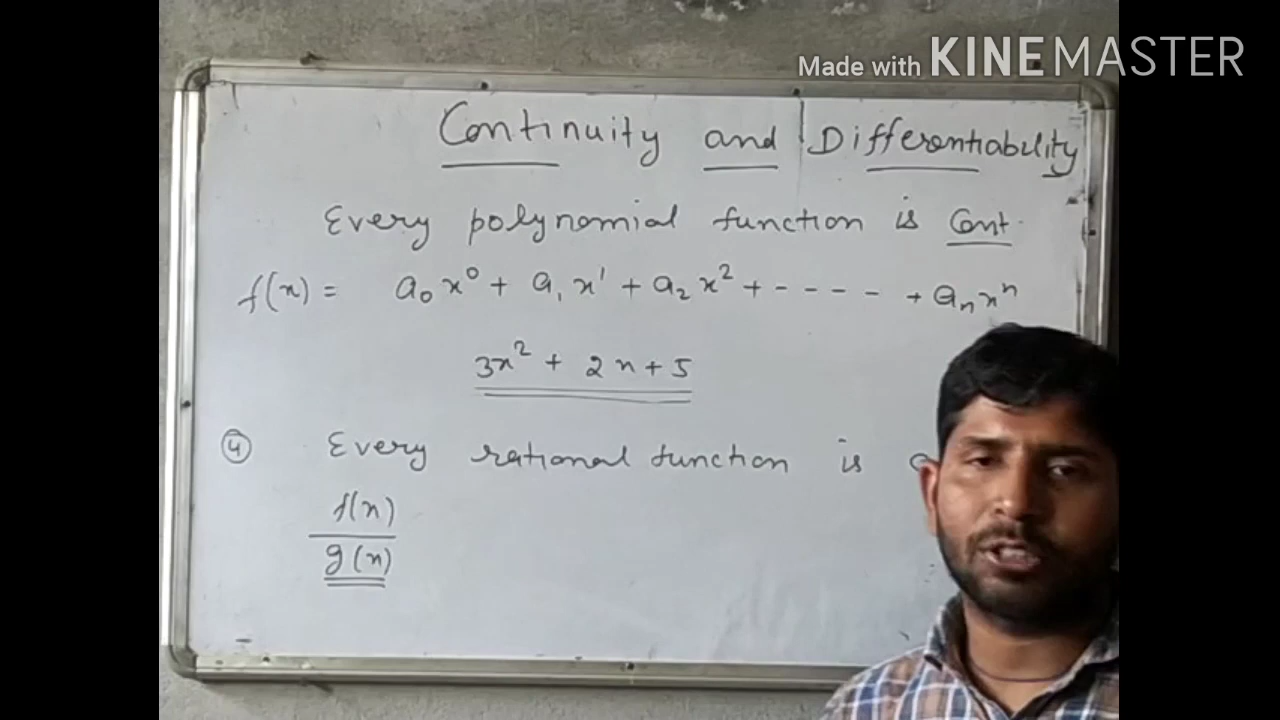 Made with KINEMASTER
Continuity and Differentiability
Every polynomial function is Cont.
f(x) = a₀x⁰ + a₁x¹ + a₂x² + - - - - + aₙxⁿ
3x² + 2x + 5
④ Every rational function is
f(x)
g(x)